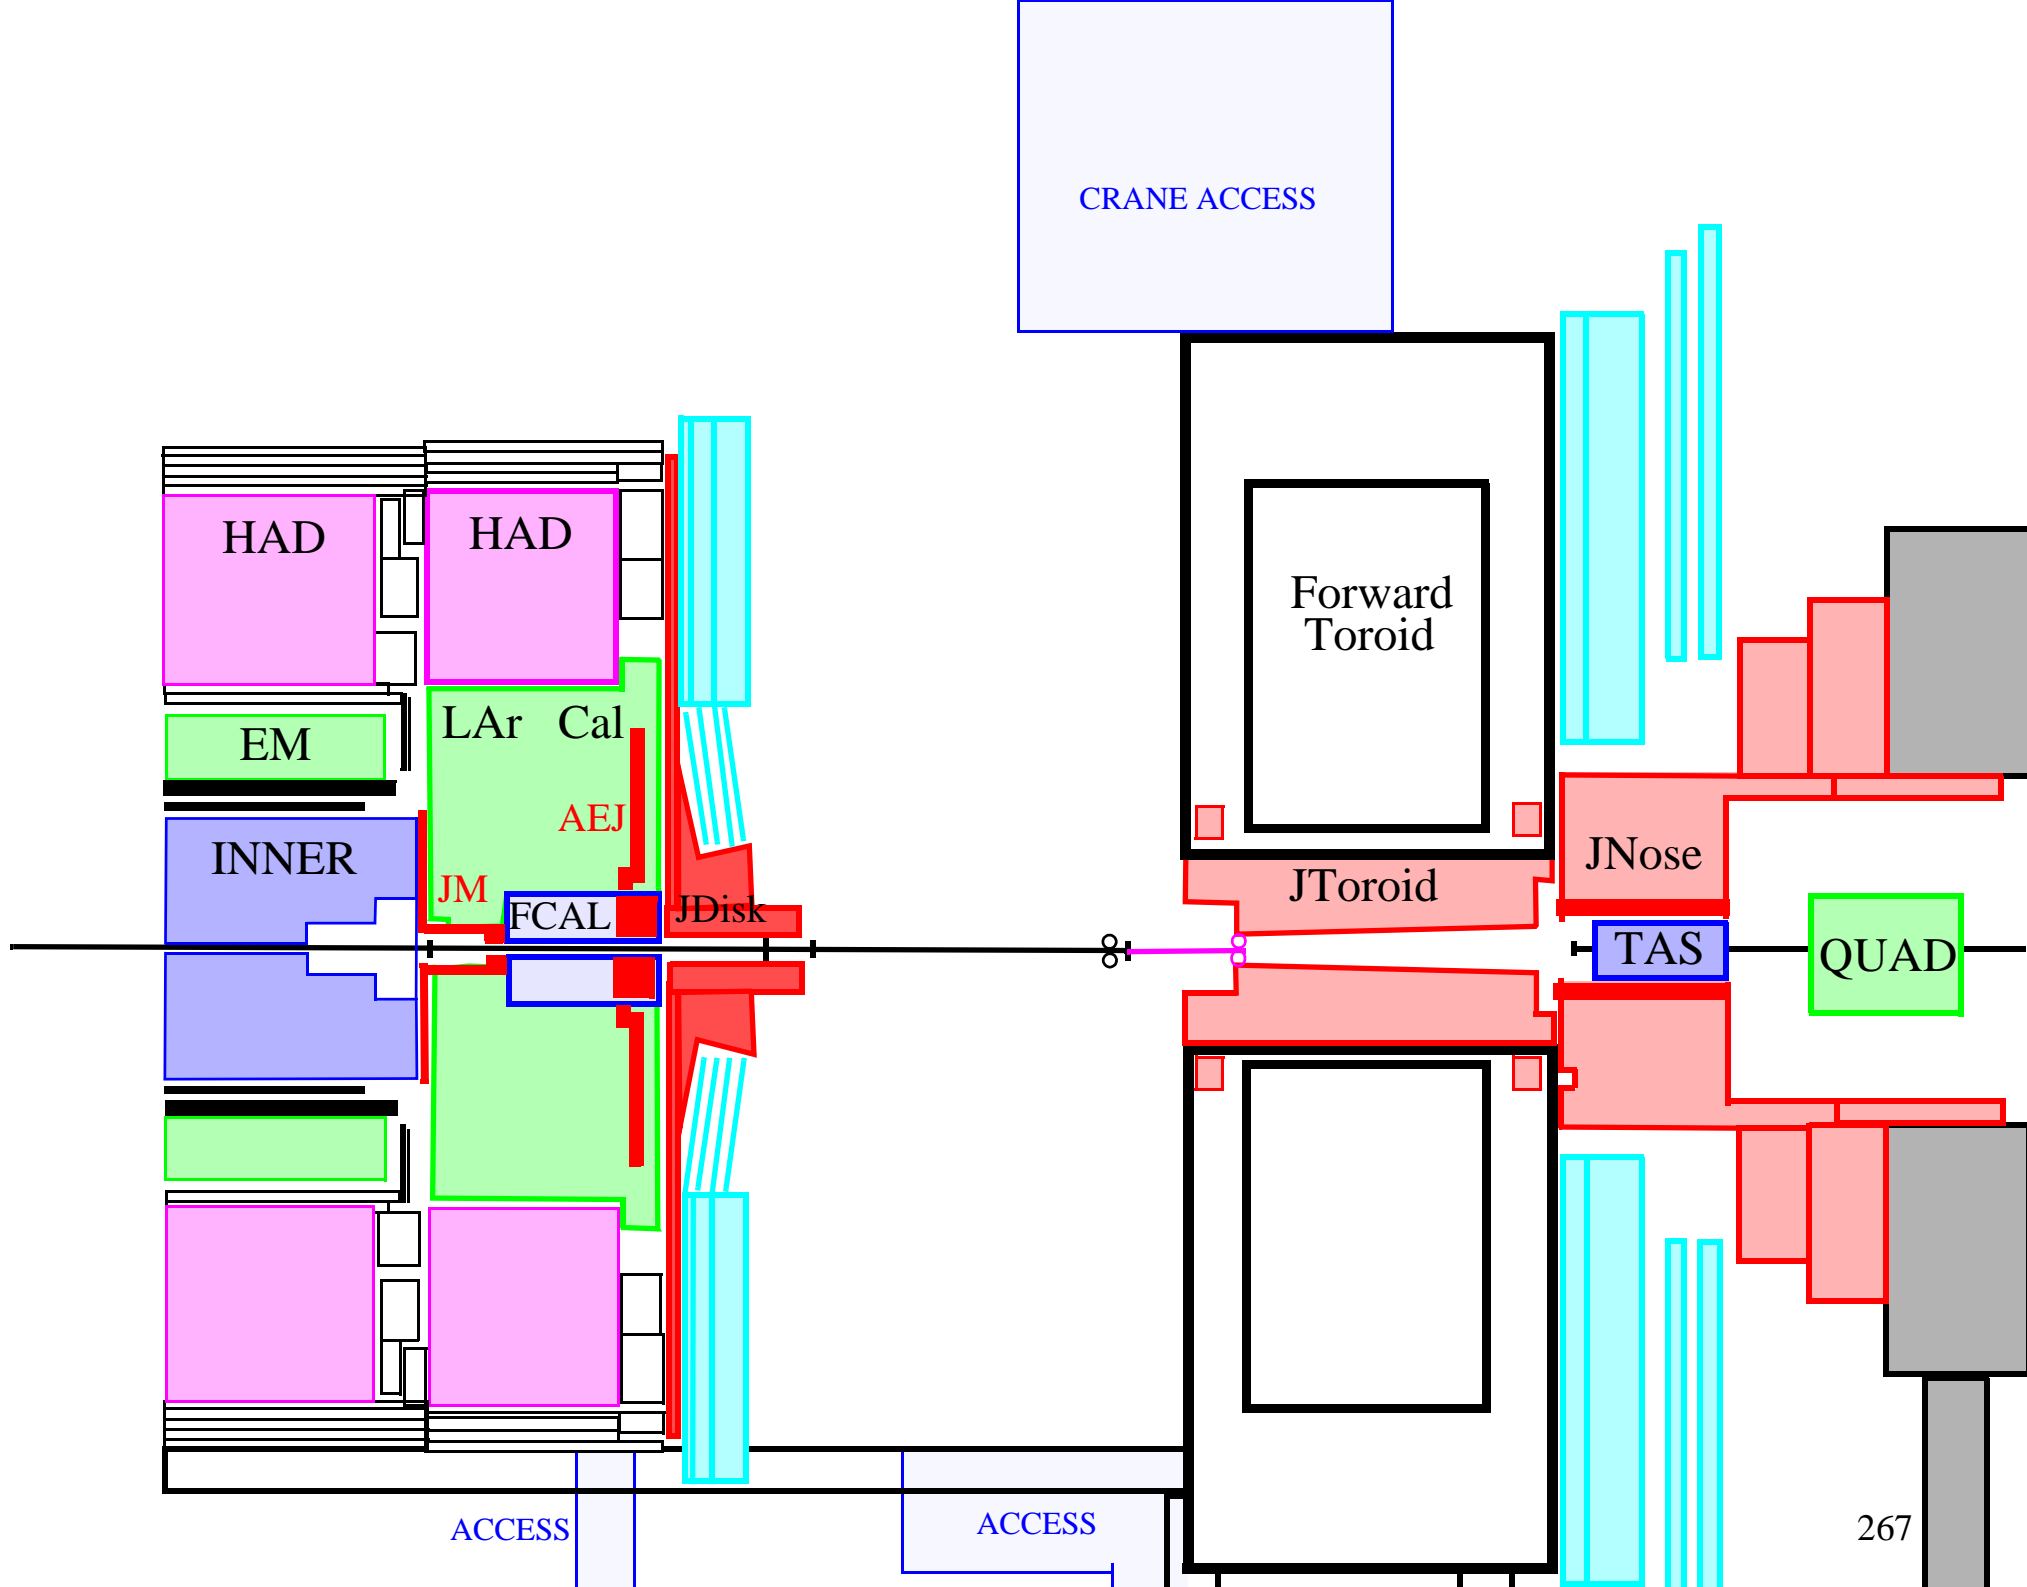 CRANE ACCESS
HAD
HAD
Forward
Toroid
LAr Cal
EM
AEJ
INNER
JM
FCAL
JDisk
JToroid
JNose
TAS
QUAD
ACCESS
ACCESS
267